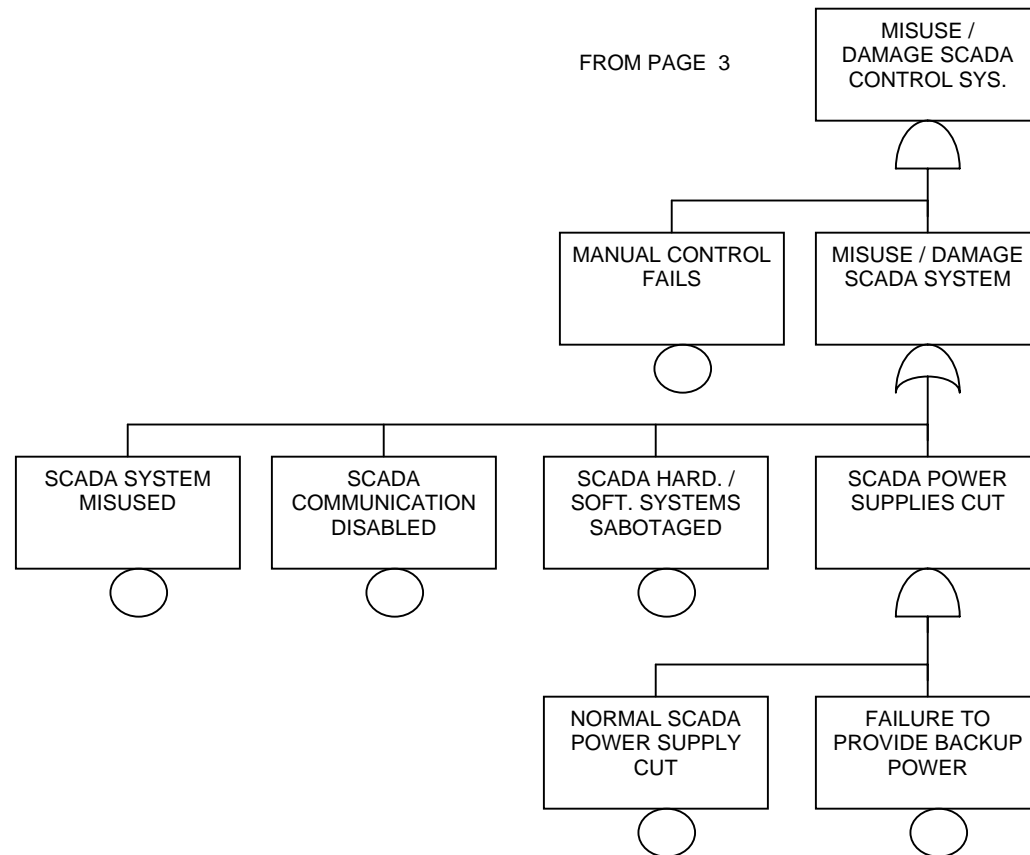 FROM PAGE 3
MISUSE /
DAMAGE SCADA
CONTROL SYS.
MANUAL CONTROL
FAILS
MISUSE / DAMAGE
SCADA SYSTEM
SCADA SYSTEM
MISUSED
SCADA
COMMUNICATION
DISABLED
SCADA HARD. /
SOFT. SYSTEMS
SABOTAGED
SCADA POWER
SUPPLIES CUT
NORMAL SCADA
POWER SUPPLY
CUT
FAILURE TO
PROVIDE BACKUP
POWER